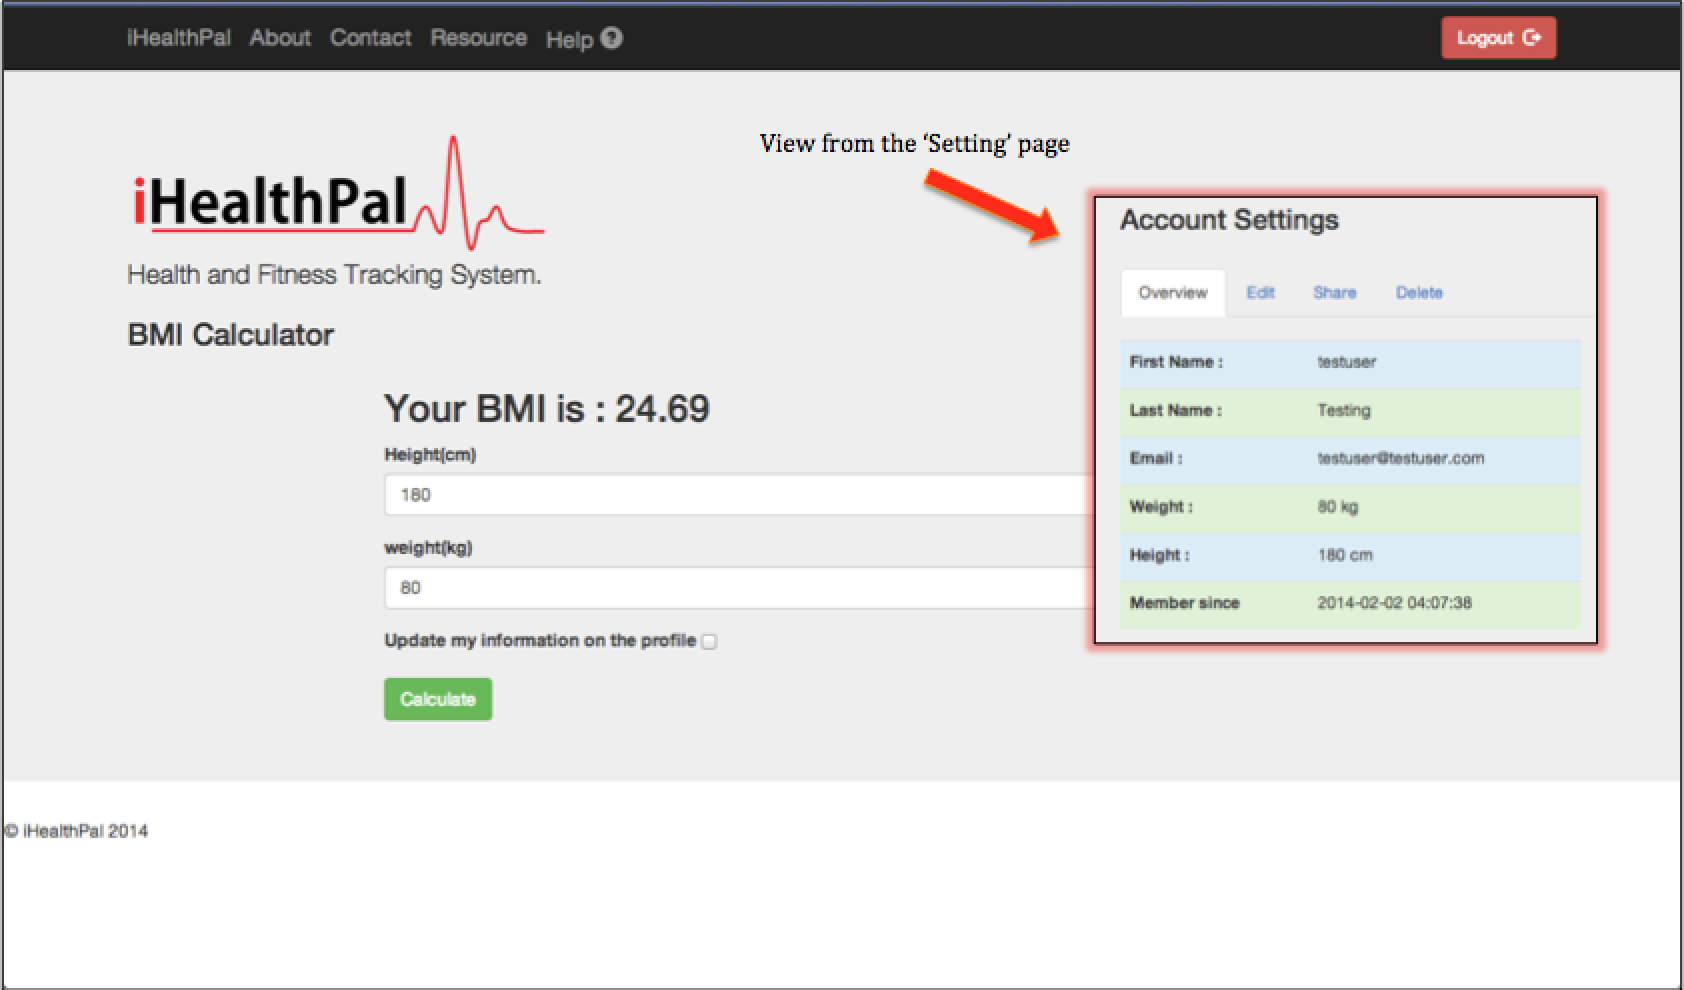 iHealthPal About Contact Resource Help ?
Logout
View from the ‘Setting’ page
iHealthPal
Health and Fitness Tracking System.
BMI Calculator
Your BMI is : 24.69
Height(cm)
180
weight(kg)
80
Update my information on the profile
Calculate
Account Settings
Overview Edit Share Delete
First Name : testuser
Last Name : Testing
Email : testuser@testuser.com
Weight : 80 kg
Height : 180 cm
Member since 2014-02-02 04:07:38
© iHealthPal 2014